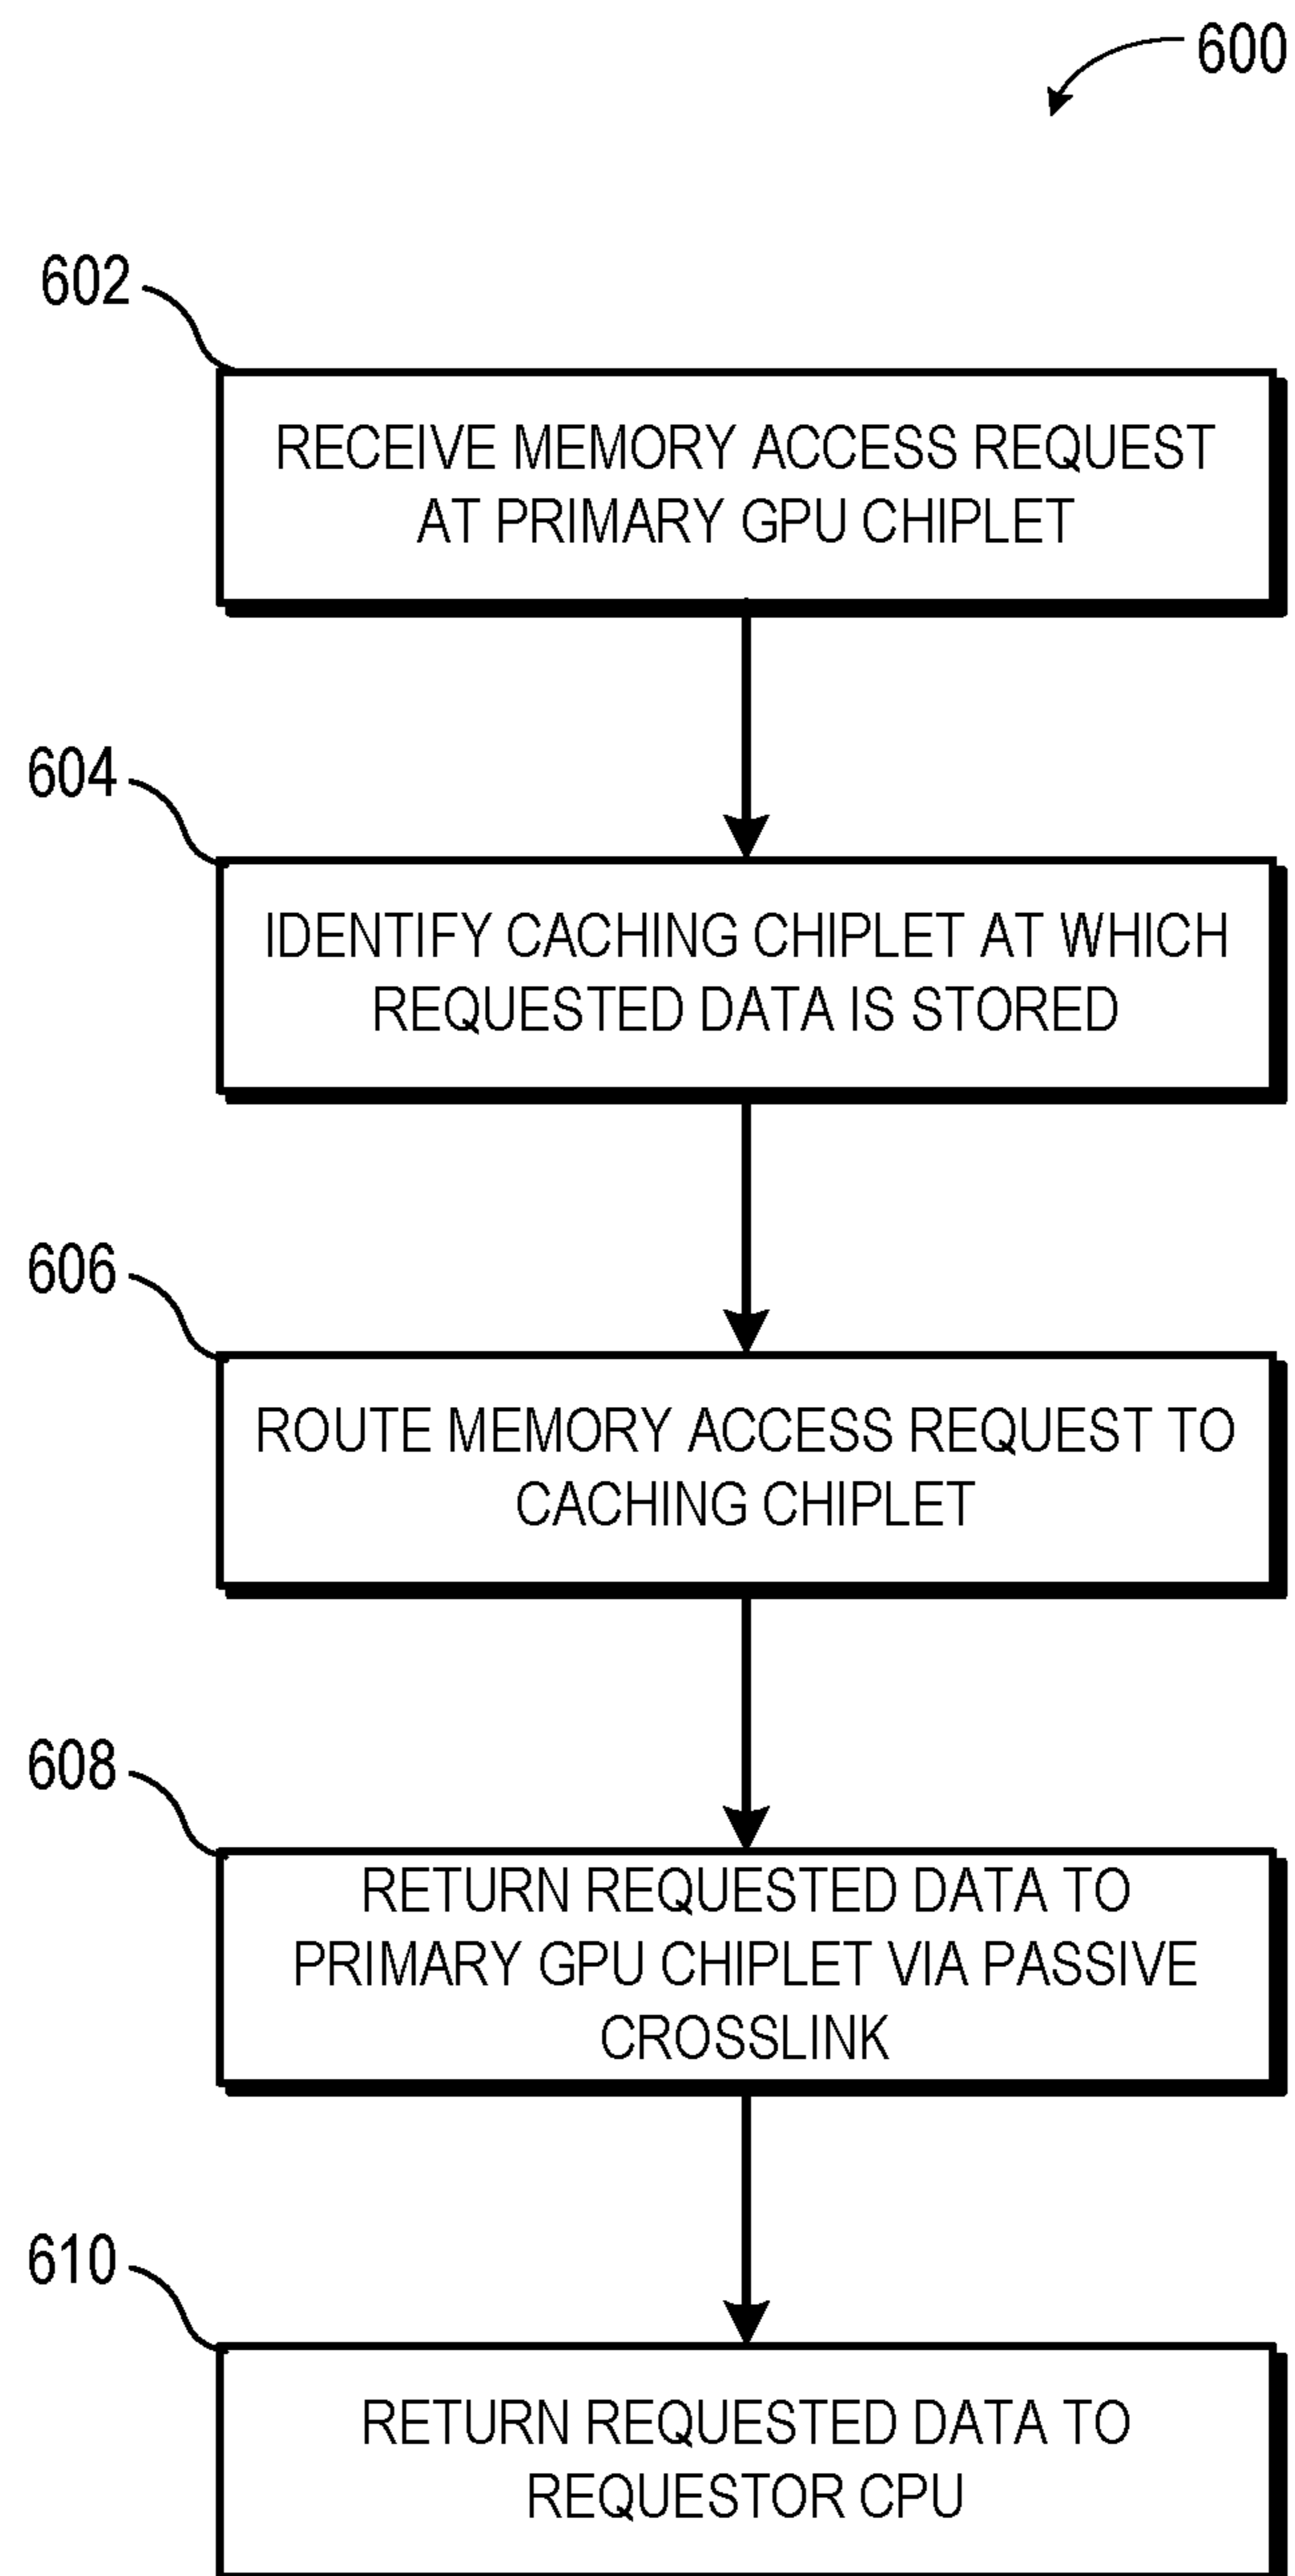 600
602
RECEIVE MEMORY ACCESS REQUEST
AT PRIMARY GPU CHIPLET
604
IDENTIFY CACHING CHIPLET AT WHICH
REQUESTED DATA IS STORED
606
ROUTE MEMORY ACCESS REQUEST TO
CACHING CHIPLET
608
RETURN REQUESTED DATA TO
PRIMARY GPU CHIPLET VIA PASSIVE
CROSSLINK
610
RETURN REQUESTED DATA TO
REQUESTOR CPU